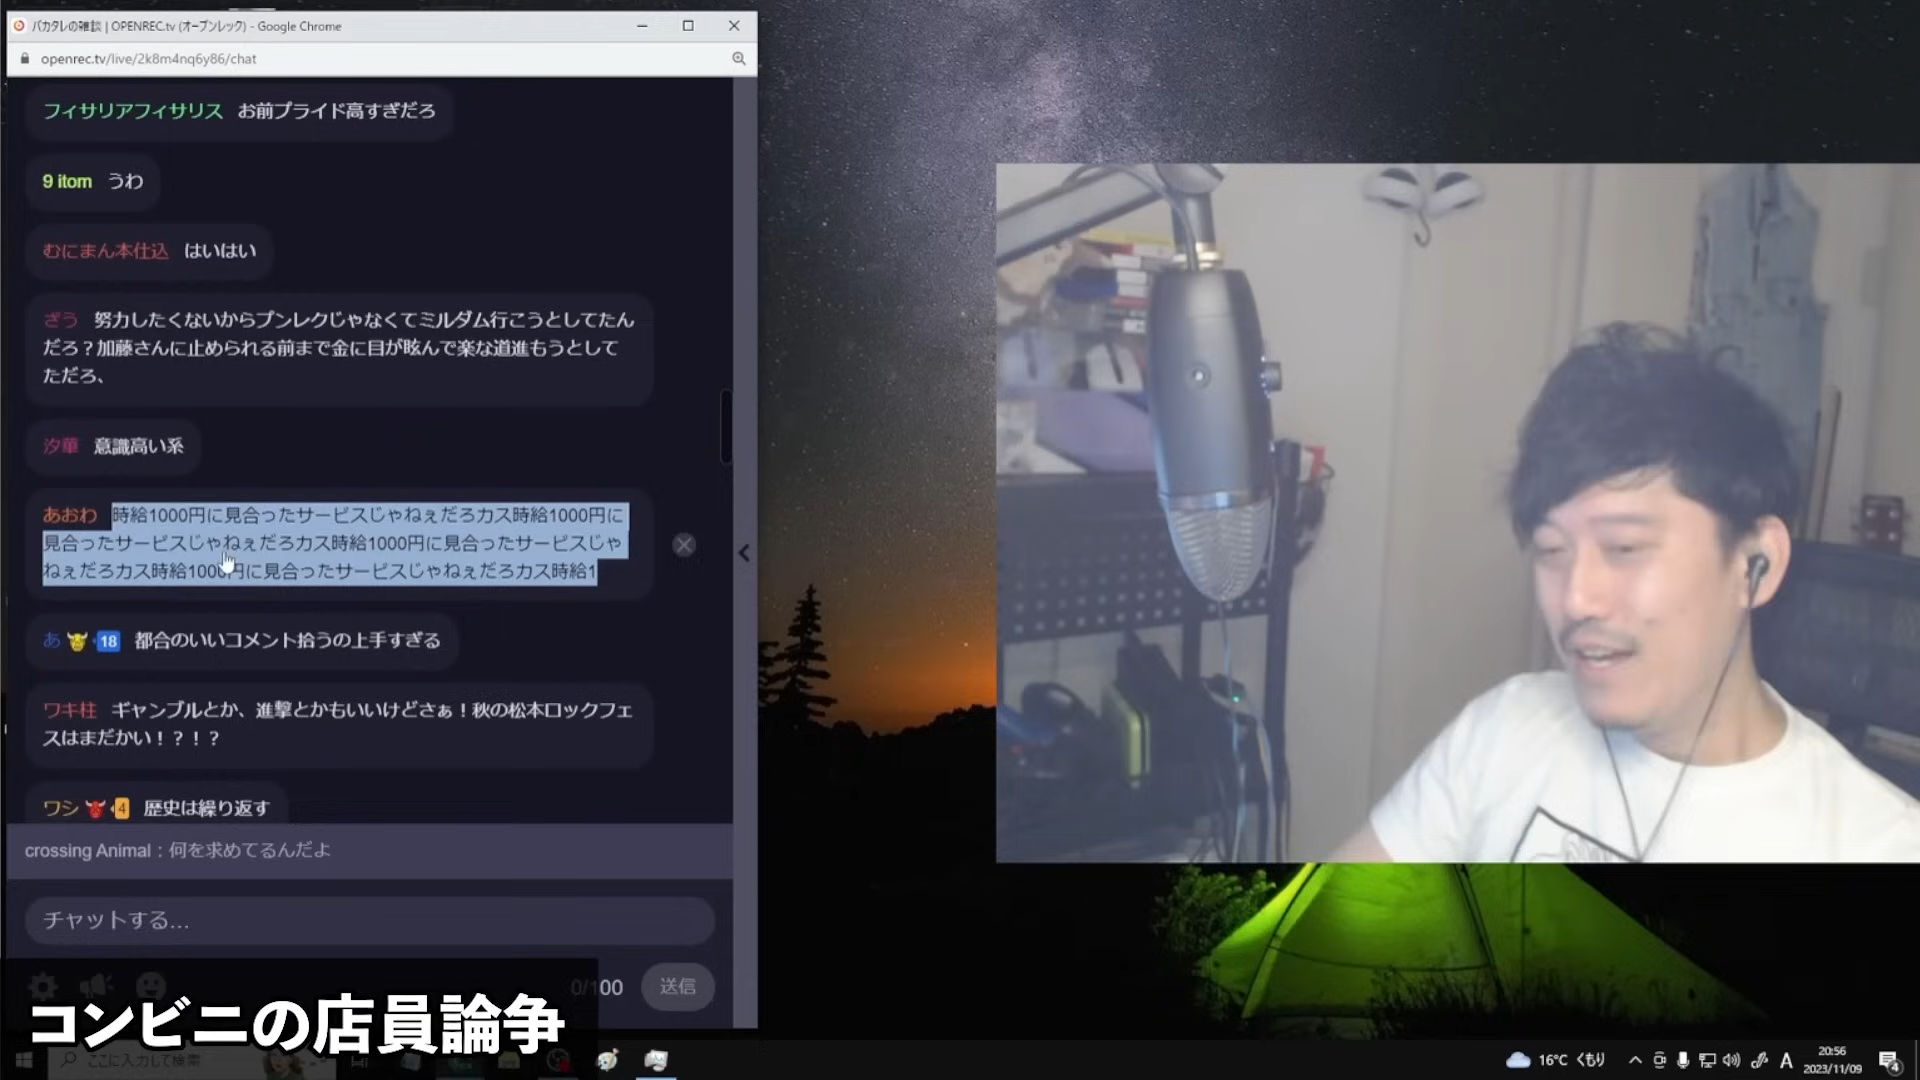 バカタレの雑談 | OPENREC.tv (オープンレック) - Google Chrome
openrec.tv/live/2k8m4nq6y86/chat
フィサリアフィサリス お前プライド高すぎだろ
9 itom うわ
むにまん本仕込 はいはい
ざう 努力したくないからプンレクじゃなくてミルダム行こうとしてたん
だろ？加藤さんに止められる前まで金に目が眩んで楽な道進もうとして
ただろ、
汐華 意識高い系
あおわ 時給1000円に見合ったサービスじゃねぇだろカス時給1000円に
見合ったサービスじゃねぇだろカス時給1000円に見合ったサービスじゃ
ねぇだろカス時給1000円に見合ったサービスじゃねぇだろカス時給1
あ 18 都合のいいコメント拾うの上手すぎる
ワキ柱 ギャンブルとか、進撃とかもいいけどさぁ！秋の松本ロックフェ
スはまだかい！？！？
ワシ 4 歴史は繰り返す
crossing Animal：何を求めてるんだよ
チャットする...
0/100 送信
コンビニの店員論争
ここに入力して検索
16°C くもり
A
20:56
2023/11/09
4